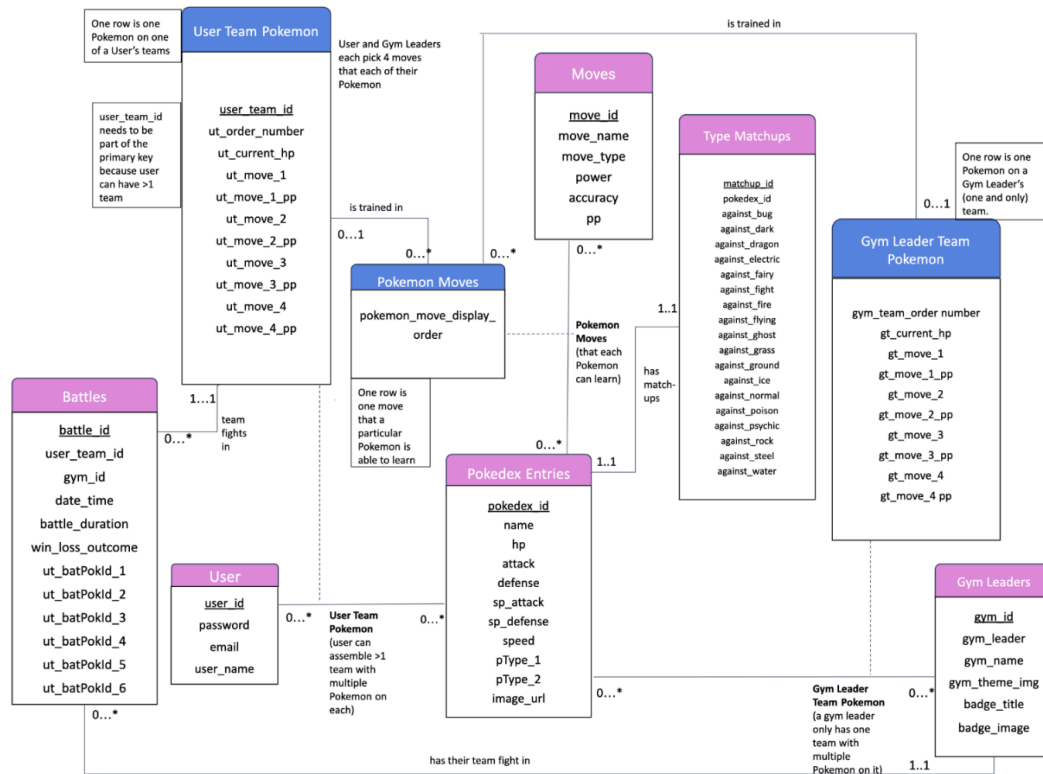 One row is one
Pokemon on one
of a User's teams
User Team Pokemon
user_team_id
needs to be
part of the
primary key
because user
can have >1
team
user_team_id
ut_order_number
ut_current_hp
ut_move_1
ut_move_1_pp
ut_move_2
ut_move_2_pp
ut_move_3
ut_move_3_pp
ut_move_4
ut_move_4_pp
User and Gym Leaders
each pick 4 moves
that each of their
Pokemon
is trained in
0...1
0...*
0...*
is trained in
0...1
Moves
move_id
move_name
move_type
power
accuracy
pp
0...*
Type Matchups
matchup_id
pokedex_id
against_bug
against_dark
against_dragon
against_electric
against_fairy
against_fight
against_fire
against_flying
against_ghost
against_grass
against_ground
against_ice
against_normal
against_poison
against_psychic
against_rock
against_steel
against_water
One row is one
Pokemon on a
Gym Leader's
(one and only)
team.
Gym Leader Team
Pokemon
gym_team_order number
gt_current_hp
gt_move_1
gt_move_1_pp
gt_move_2
gt_move_2_pp
gt_move_3
gt_move_3_pp
gt_move_4
gt_move_4 pp
Pokemon Moves
pokemon_move_display_
order
One row is
one move
that a
particular
Pokemon is
able to learn
Pokemon
Moves
(that each
Pokemon
can learn)
1..1
has
match-
ups
0...*
1..1
Battles
battle_id
user_team_id
gym_id
date_time
battle_duration
win_loss_outcome
ut_batPokId_1
ut_batPokId_2
ut_batPokId_3
ut_batPokId_4
ut_batPokId_5
ut_batPokId_6
1...1
team
fights
in
0...*
User
user_id
password
email
user_name
0...*
User Team
Pokemon
(user can
assemble >1
team with
multiple
Pokemon on
each)
0...*
Pokedex Entries
pokedex_id
name
hp
attack
defense
sp_attack
sp_defense
speed
pType_1
pType_2
image_url
0...*
Gym Leader
Team Pokemon
(a gym leader
only has one
team with
multiple
Pokemon on it)
0...*
Gym Leaders
gym_id
gym_leader
gym_name
gym_theme_img
badge_title
badge_image
0...*
has their team fight in
1..1